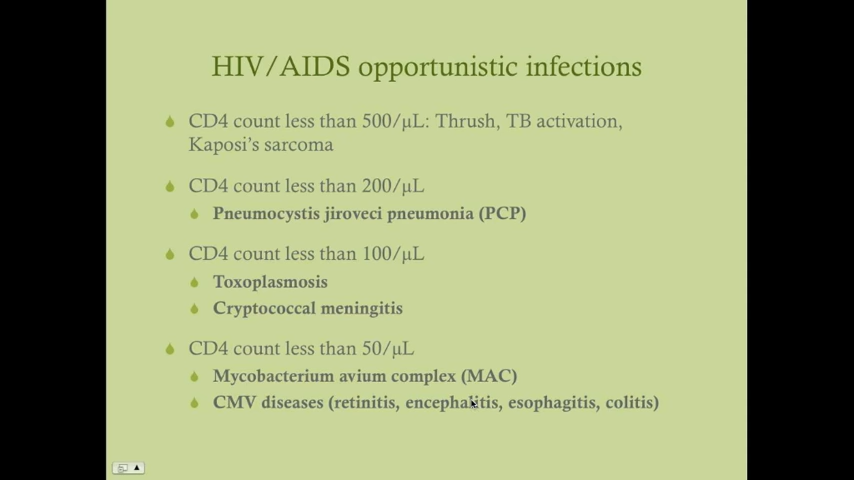 HIV/AIDS opportunistic infections
CD4 count less than 500/μL: Thrush, TB activation,
Kaposi's sarcoma
CD4 count less than 200/μL
Pneumocystis jiroveci pneumonia (PCP)
CD4 count less than 100/μL
Toxoplasmosis
Cryptococcal meningitis
CD4 count less than 50/μL
Mycobacterium avium complex (MAC)
CMV diseases (retinitis, encephalitis, esophagitis, colitis)